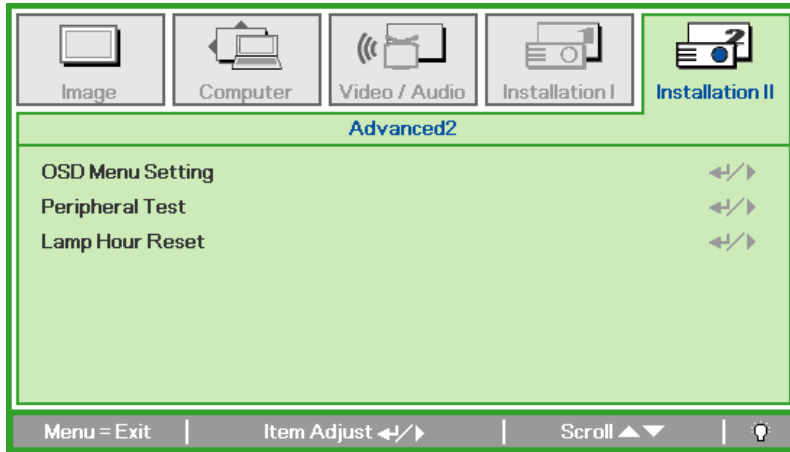 Image Computer Video / Audio Installation I Installation II
Advanced2
OSD Menu Setting
Peripheral Test
Lamp Hour Reset
Menu = Exit Item Adjust Scroll